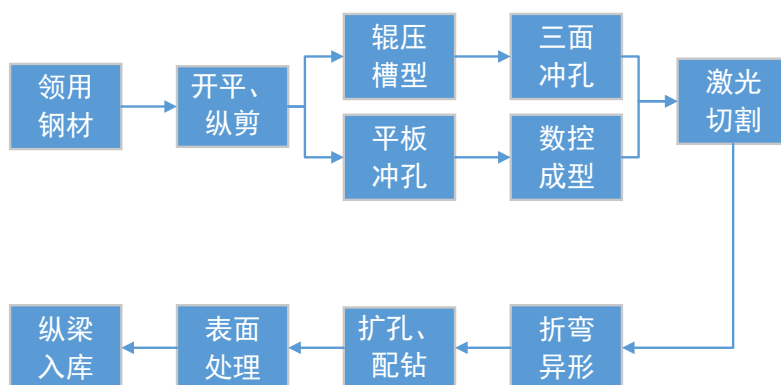 领用
钢材
开平、
纵剪
辊压
槽型
三面
冲孔
平板
冲孔
数控
成型
激光
切割
折弯
异形
扩孔、
配钻
表面
处理
纵梁
入库